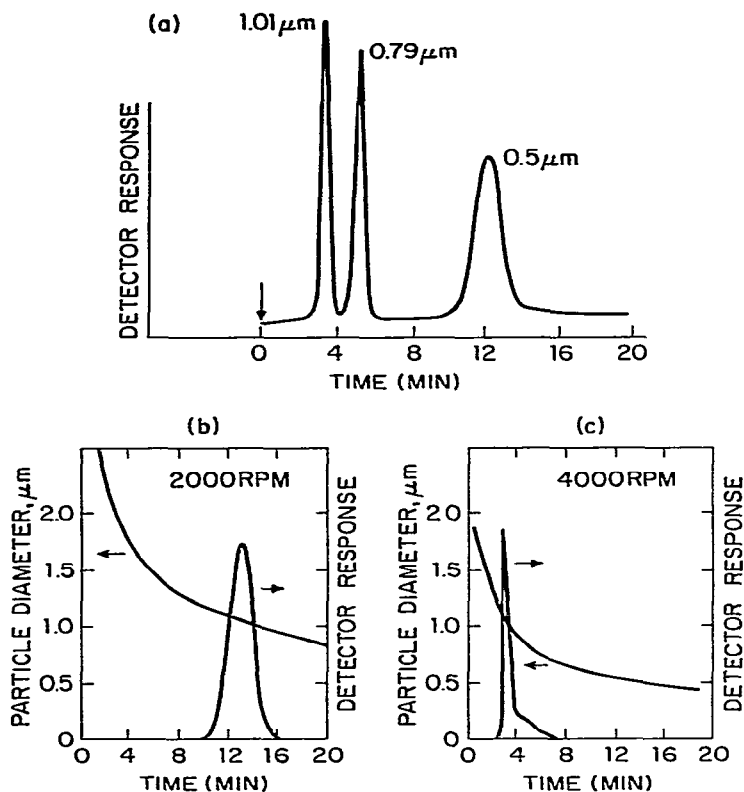 (a)
1.01μm
0.79μm
0.5μm
DETECTOR RESPONSE
0 4 8 12 16 20
TIME (MIN)
(b)
2000RPM
PARTICLE DIAMETER, μm
2.0
1.5
1.0
0.5
0
0 4 8 12 16 20
TIME (MIN)
DETECTOR RESPONSE
(c)
4000RPM
PARTICLE DIAMETER, μm
2.0
1.5
1.0
0.5
0
0 4 8 12 16 20
TIME (MIN)
DETECTOR RESPONSE